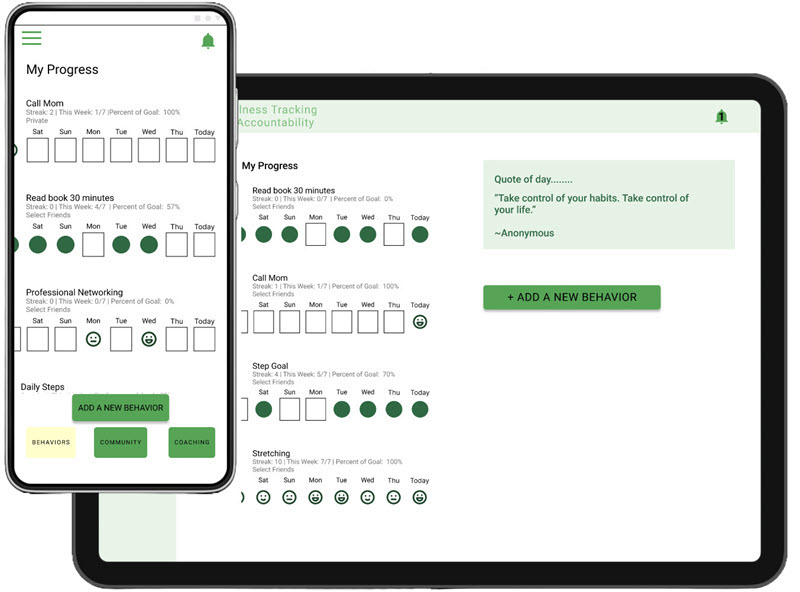 My Progress
Call Mom
Streak: 2 | This Week: 1/7 |Percent of Goal: 100%
Private
Sat Sun Mon Tue Wed Thu Today
Read book 30 minutes
Streak: 0 | This Week: 4/7 | Percent of Goal: 57%
Select Friends
Sat Sun Mon Tue Wed Thu Today
Professional Networking
Streak: 0 | This Week: 0/7 | Percent of Goal: 0%
Select Friends
Sat Sun Mon Tue Wed Thu Today
Daily Steps
ADD A NEW BEHAVIOR
BEHAVIORS COMMUNITY COACHING
lness Tracking
Accountability
1
My Progress
Read book 30 minutes
Streak: 0 | This Week: 0/7 | Percent of Goal: 0%
Select Friends
Sat Sun Mon Tue Wed Thu Today
Call Mom
Streak: 1 | This Week: 1/7 | Percent of Goal: 100%
Select Friends
Sat Sun Mon Tue Wed Thu Today
Step Goal
Streak: 4 | This Week: 5/7 | Percent of Goal: 70%
Select Friends
Sat Sun Mon Tue Wed Thu Today
Stretching
Streak: 10 | This Week: 7/7 | Percent of Goal: 100%
Select Friends
Sat Sun Mon Tue Wed Thu Today
Quote of day........
“Take control of your habits. Take control of
your life.”
~Anonymous
+ ADD A NEW BEHAVIOR